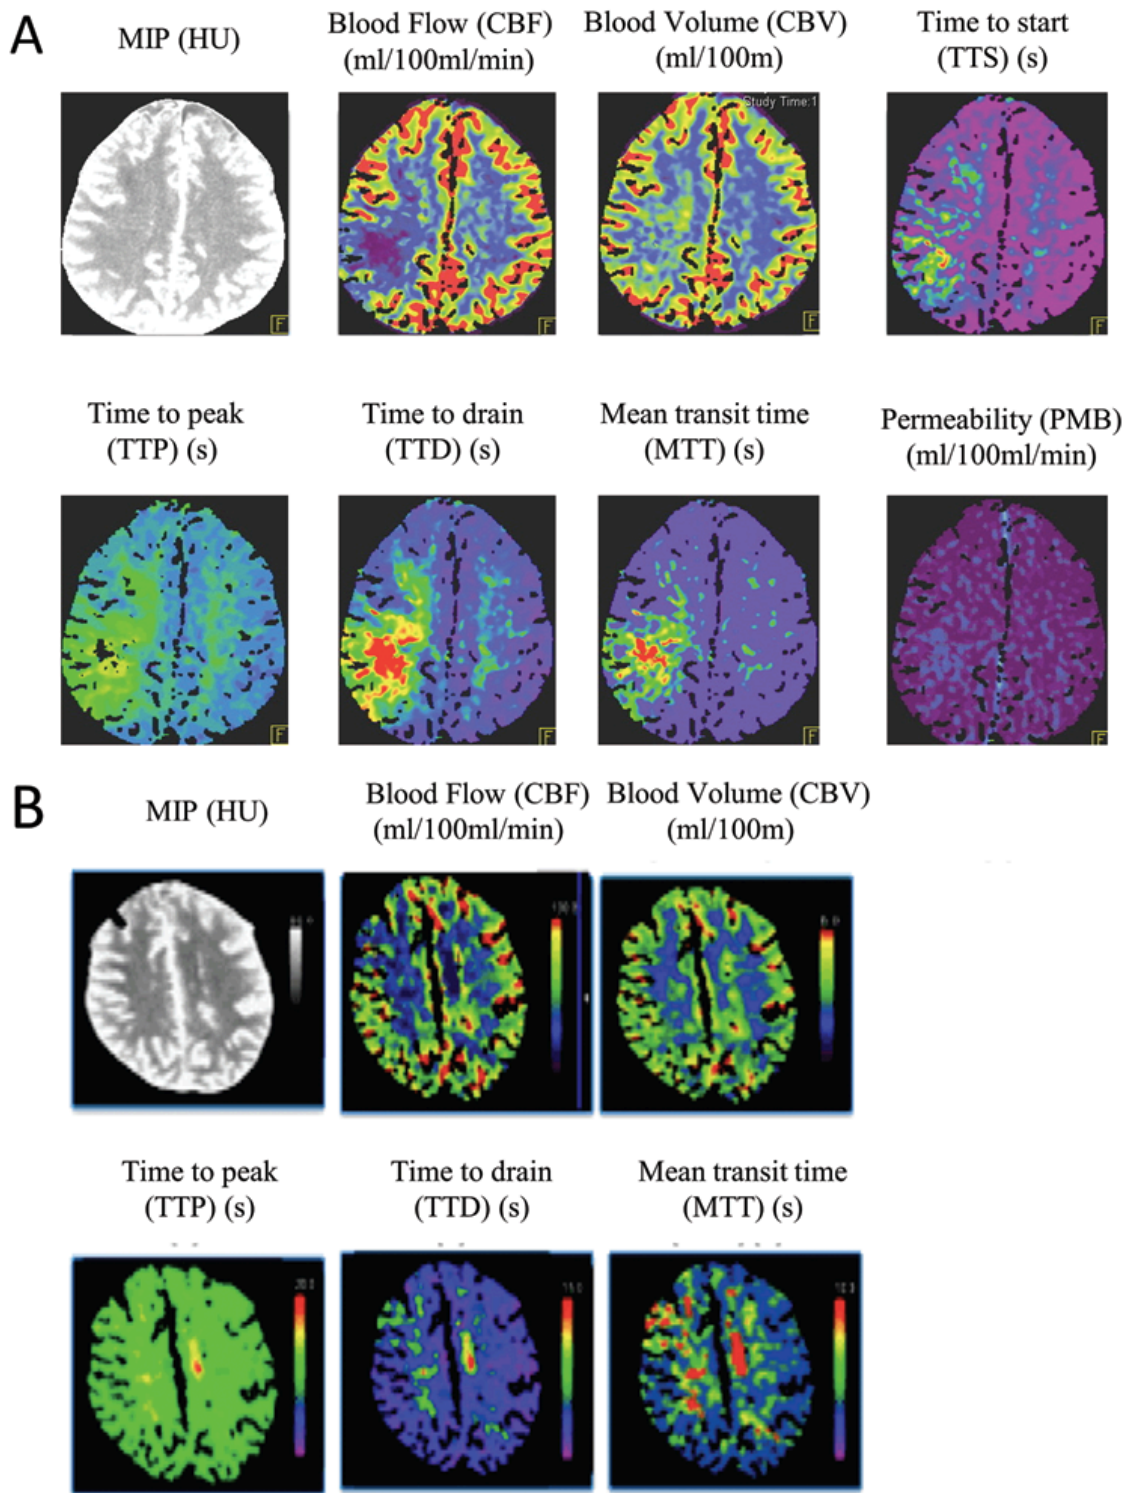 A
MIP (HU)
Blood Flow (CBF)
(ml/100ml/min)
Blood Volume (CBV)
(ml/100m)
Time to start
(TTS) (s)
Study Time:1
F
F
F
F
Time to peak
(TTP) (s)
Time to drain
(TTD) (s)
Mean transit time
(MTT) (s)
Permeability (PMB)
(ml/100ml/min)
F
F
F
F
B
MIP (HU)
Blood Flow (CBF)
(ml/100ml/min)
Blood Volume (CBV)
(ml/100m)
Time to peak
(TTP) (s)
Time to drain
(TTD) (s)
Mean transit time
(MTT) (s)